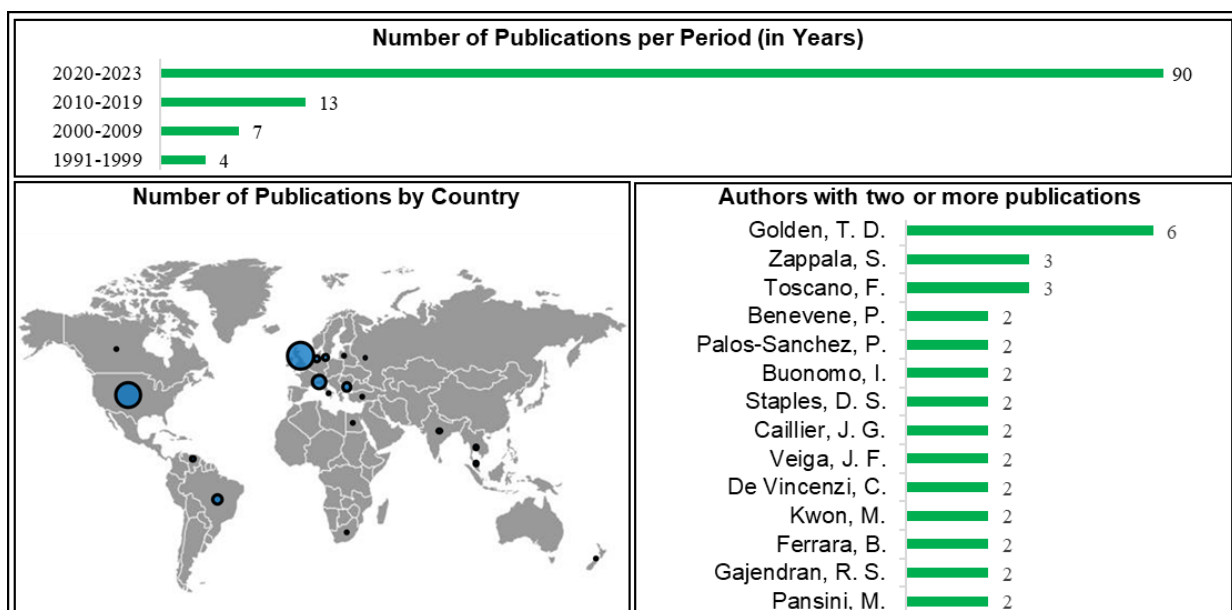 Number of Publications per Period (in Years)
2020-2023 90
2010-2019 13
2000-2009 7
1991-1999 4
Number of Publications by Country
Authors with two or more publications
Golden, T. D. 6
Zappala, S. 3
Toscano, F. 3
Benevene, P. 2
Palos-Sanchez, P. 2
Buonomo, I. 2
Staples, D. S. 2
Caillier, J. G. 2
Veiga, J. F. 2
De Vincenzi, C. 2
Kwon, M. 2
Ferrara, B. 2
Gajendran, R. S. 2
Pansini, M. 2